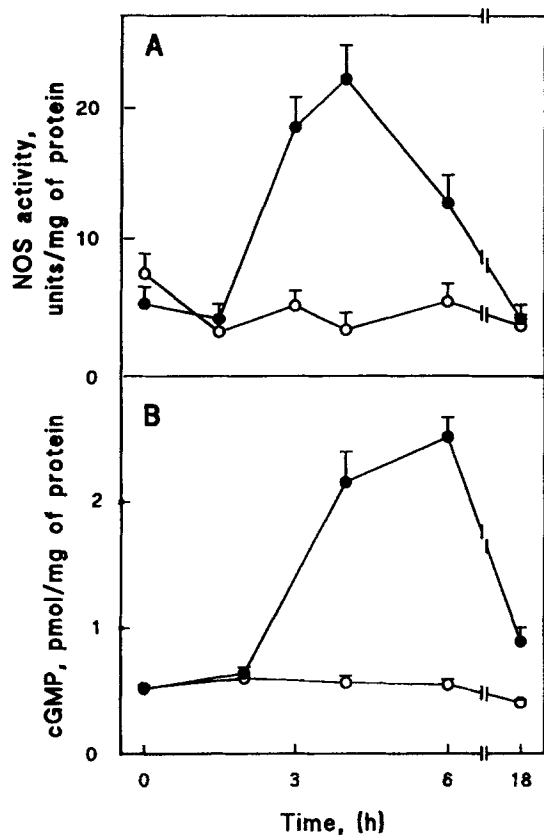 A
NOS activity,
units/mg of protein
20
10
0
B
cGMP, pmol/mg of protein
2
1
0
0 3 6 18
Time, (h)